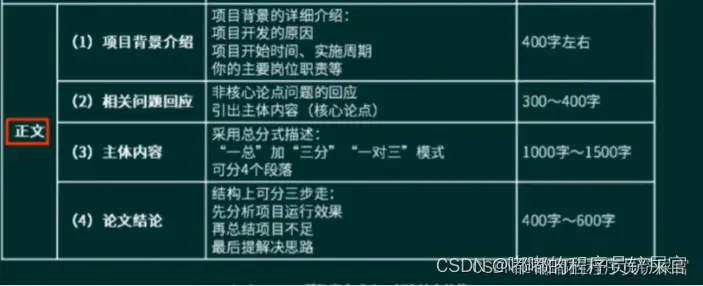 正文
（1）项目背景介绍
项目背景的详细介绍：
项目开发的原因
项目开始时间、实施周期
你的主要岗位职责等
400字左右
（2）相关问题回应
非核心论点问题的回应
引出主体内容（核心论点）
300～400字
（3）主体内容
采用总分式描述：
“一总”加“三分”“一对三”模式
可分4个段落
1000字～1500字
（4）论文结论
结构上可分三步走：
先分析项目运行效果
再总结项目不足
最后提解决思路
400字～600字
CSDN @嘟嘟的程序员铲屎官